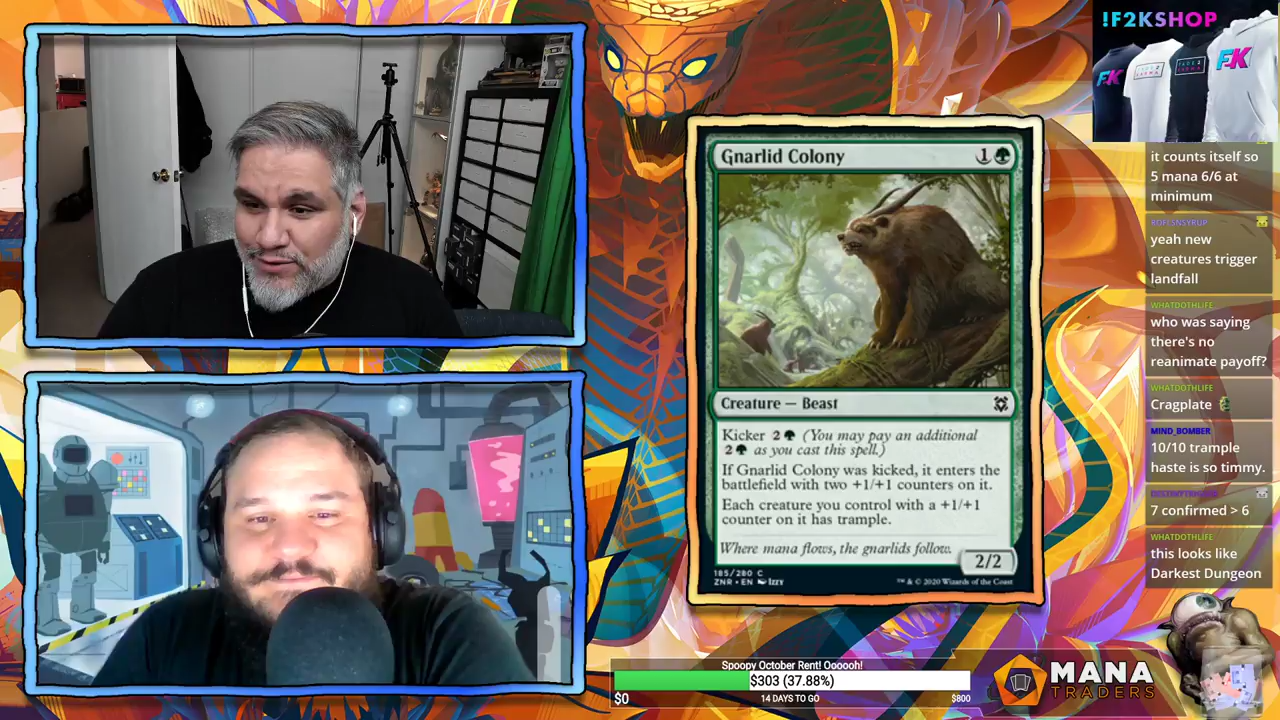 !F2KSHOP
FK
FK
Gnarlid Colony
1
Creature — Beast
Kicker 2 (You may pay an additional
2 as you cast this spell.)
If Gnarlid Colony was kicked, it enters the
battlefield with two +1/+1 counters on it.
Each creature you control with a +1/+1
counter on it has trample.
Where mana flows, the gnarlids follow.
2/2
185/280 C
ZNR • EN Izzy
™ & © 2020 Wizards of the Coast
it counts itself so
5 mana 6/6 at
minimum
yeah new
creatures trigger
landfall
WHATDOTHLIFE
who was saying
there's no
reanimate payoff?
WHATDOTHLIFE
Cragplate
MIND_BOMBER
10/10 trample
haste is so timmy.
7 confirmed > 6
WHATDOTHLIFE
this looks like
Darkest Dungeon
Spoopy October Rent! Oooooh!
$303 (37.88%)
$0
14 DAYS TO GO
$800
MANA
TRADERS